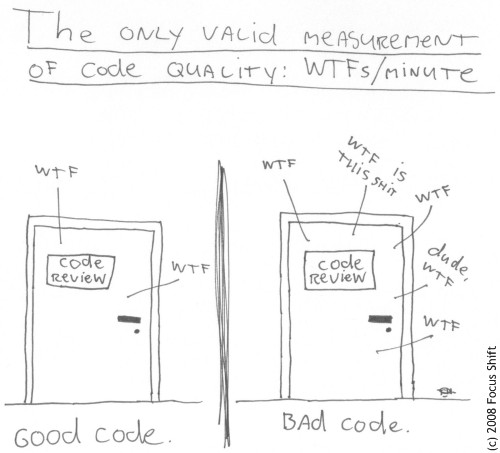 The ONLY VALID MEASUREMENT
OF CODE QUALITY: WTFs/MINUTE
WTF
CODE
REVIEW
WTF
GOOD CODE.
WTF
WTF IS
THIS SHIT
WTF
CODE
REVIEW
dude,
WTF
WTF
BAD CODE.
(c) 2008 Focus Shift